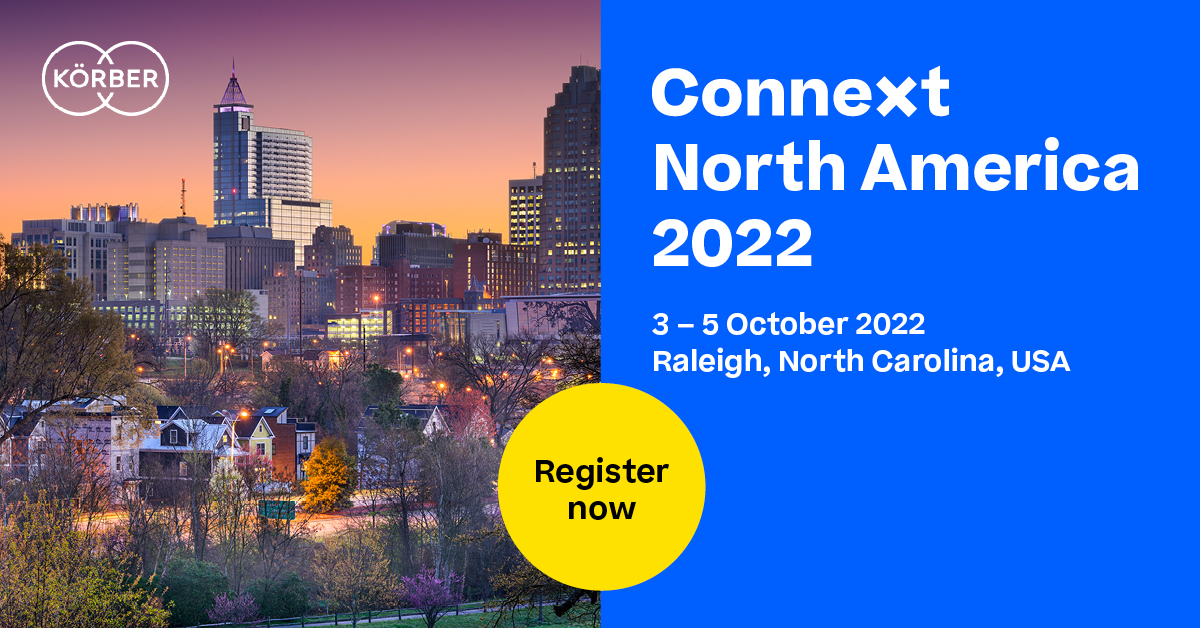 KÖRBER
Connext
North America
2022
3 – 5 October 2022
Raleigh, North Carolina, USA
Register
now